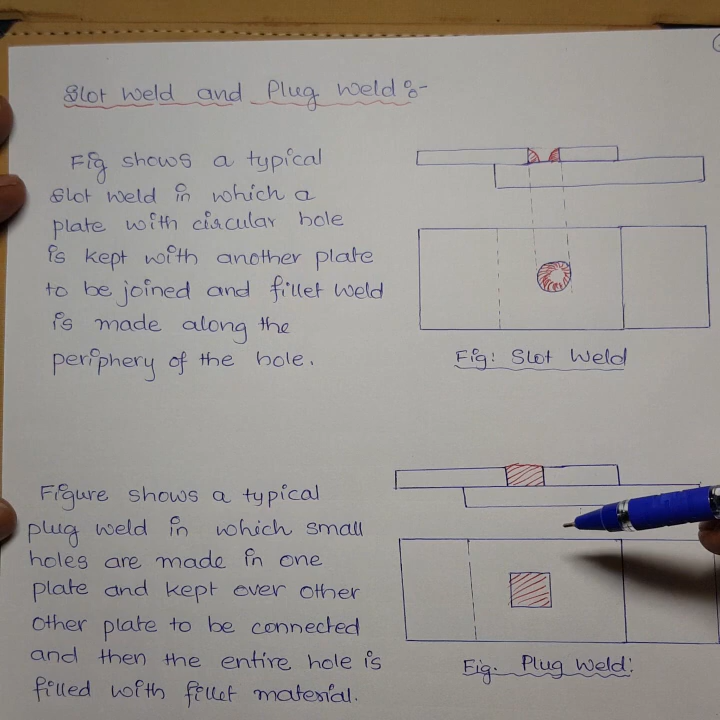 Slot weld and Plug weld :-
Fig shows a typical
slot weld in which a
plate with circular hole
is kept with another plate
to be joined and fillet weld
is made along the
periphery of the hole.
Fig: Slot Weld
Figure shows a typical
plug weld in which small
holes are made in one
plate and kept over other
other plate to be connected
and then the entire hole is
filled with fillet material.
Fig. Plug Weld: